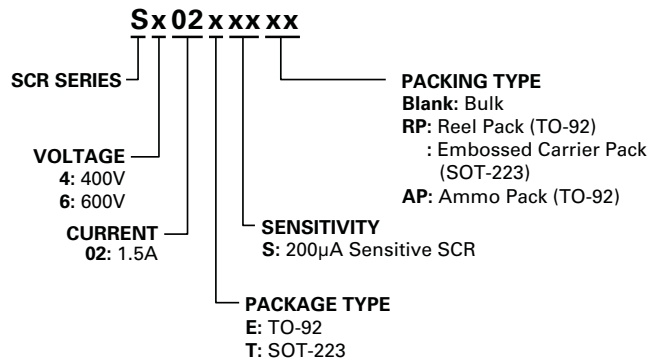 Sx02xxxxx
SCR SERIES
VOLTAGE
4: 400V
6: 600V
CURRENT
02: 1.5A
PACKAGE TYPE
E: TO-92
T: SOT-223
SENSITIVITY
S: 200µA Sensitive SCR
PACKING TYPE
Blank: Bulk
RP: Reel Pack (TO-92)
: Embossed Carrier Pack
(SOT-223)
AP: Ammo Pack (TO-92)